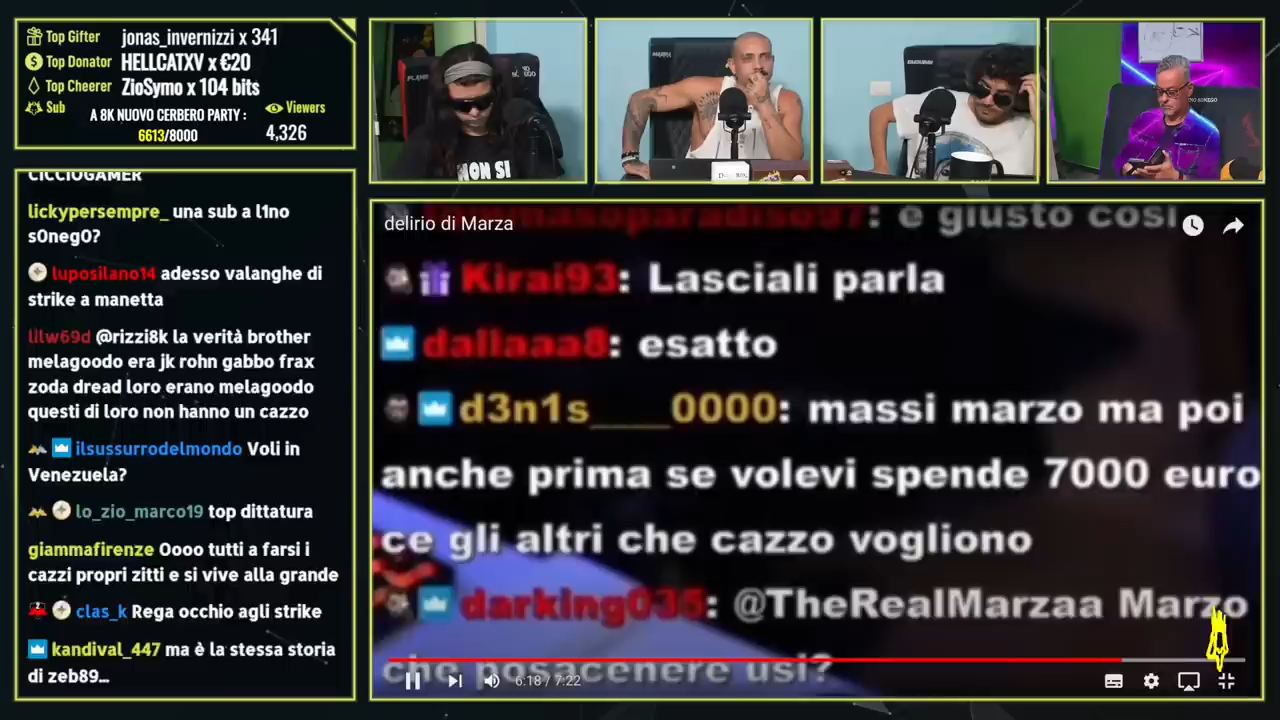 Top Gifter jonas_invernizzi x 341
Top Donator HELLCATXV x €20
Top Cheerer ZioSymo x 104 bits
Sub
A 8K NUOVO CERBERO PARTY :
6613/8000
Viewers
4,326
CICCIOGAMER
lickypersempre_ una sub a l1no
s0neg0?
luposilano14 adesso valanghe di
strike a manetta
lilw69d @rizzi8k la verità brother
melagoodo era jk rohn gabbo frax
zoda dread loro erano melagoodo
questi di loro non hanno un cazzo
ilsussurrodelmondo Voli in
Venezuela?
lo_zio_marco19 top dittatura
giammafirenze Oooo tutti a farsi i
cazzi propri zitti e si vive alla grande
clas_k Rega occhio agli strike
kandival_447 ma è la stessa storia
di zeb89...
NON SI
delirio di Marza
: e giusto così
Kirai93: Lasciali parla
dallaaa8: esatto
d3n1s____0000: massi marzo ma poi
anche prima se volevi spende 7000 euro
ce gli altri che cazzo vogliono
darking036: @TheRealMarzaa Marzo
che posacenere usi?
6:18 / 7:22